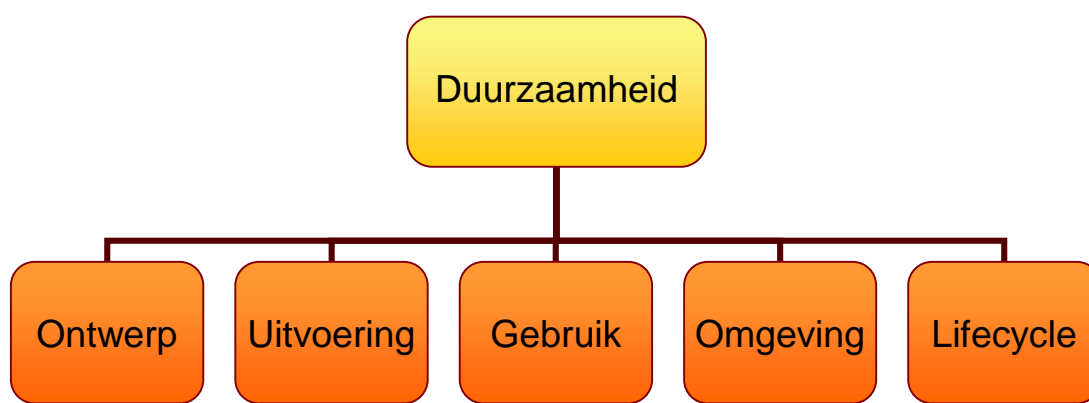 Duurzaamheid
Ontwerp
Uitvoering
Gebruik
Omgeving
Lifecycle